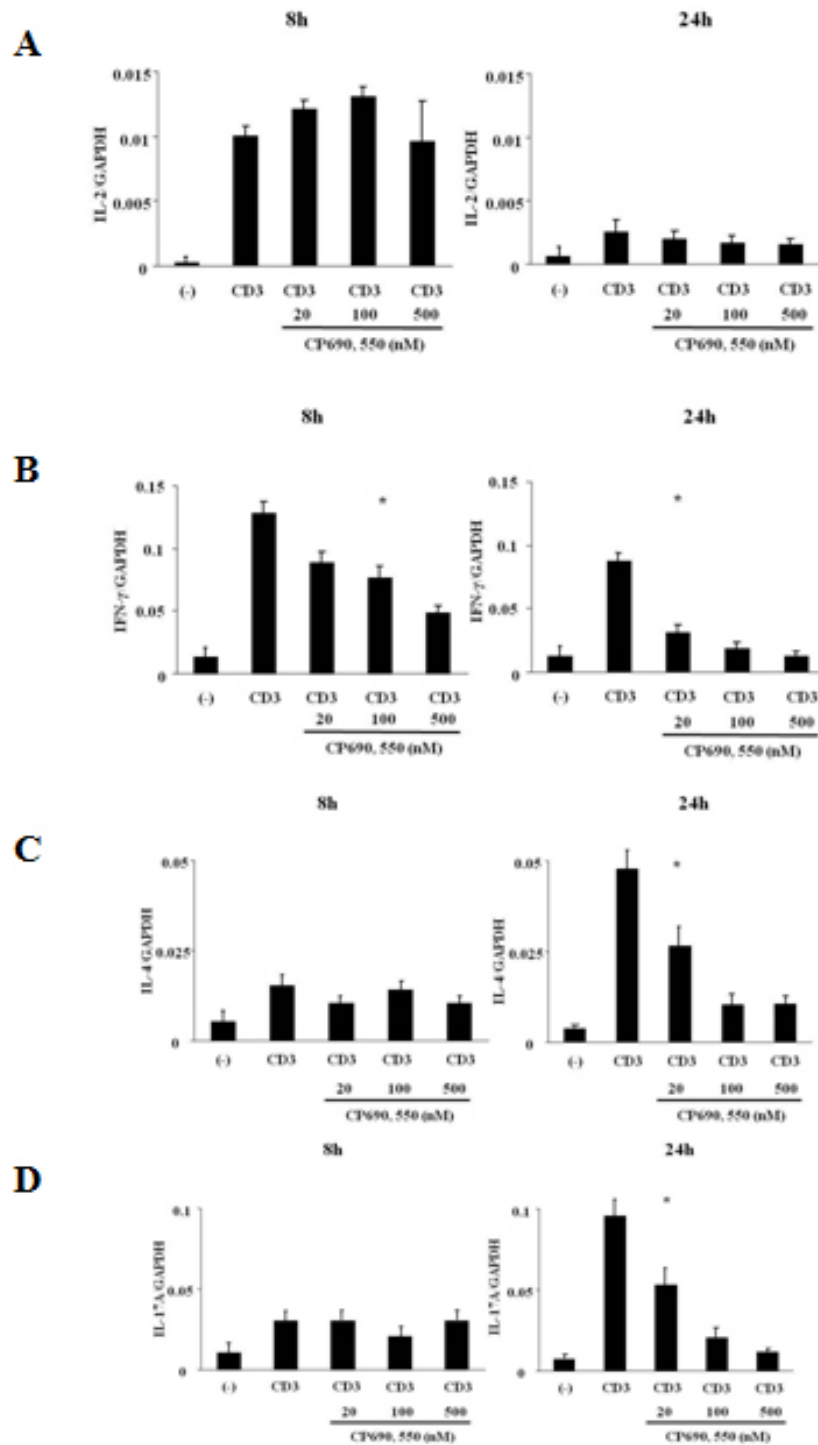 A
8h
24h
IL-2/GAPDH
0.015
0.01
0.005
0
(-) CD3 CD3 CD3 CD3
20 100 500
CP690, 550 (nM)
IL-2/GAPDH
0.015
0.01
0.005
0
(-) CD3 CD3 CD3 CD3
20 100 500
CP690, 550 (nM)
B
8h
24h
IFN-γ/GAPDH
0.15
0.1
0.05
0
*
(-) CD3 CD3 CD3 CD3
20 100 500
CP690, 550 (nM)
IFN-γ/GAPDH
0.15
0.1
0.05
0
*
(-) CD3 CD3 CD3 CD3
20 100 500
CP690, 550 (nM)
C
8h
24h
IL-4/GAPDH
0.05
0.025
0
(-) CD3 CD3 CD3 CD3
20 100 500
CP690, 550 (nM)
IL-4/GAPDH
0.05
0.025
0
*
(-) CD3 CD3 CD3 CD3
20 100 500
CP690, 550 (nM)
D
8h
24h
IL-17A/GAPDH
0.1
0.05
0
(-) CD3 CD3 CD3 CD3
20 100 500
CP690, 550 (nM)
IL-17A/GAPDH
0.1
0.05
0
*
(-) CD3 CD3 CD3 CD3
20 100 500
CP690, 550 (nM)